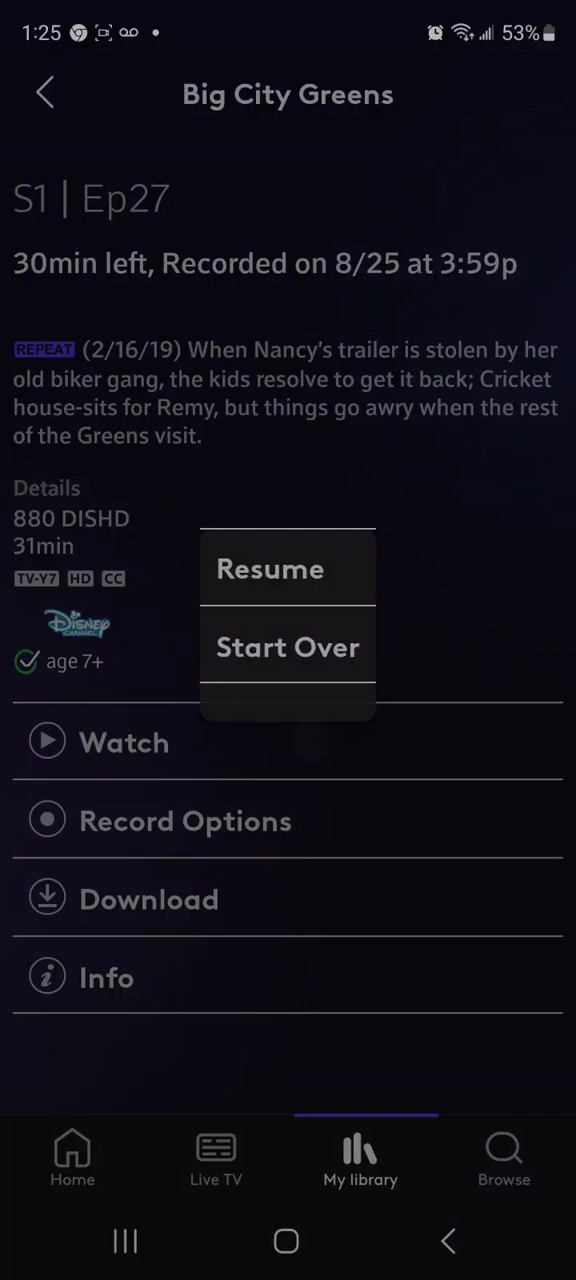 1:25
53%
Big City Greens
S1 | Ep27
30min left, Recorded on 8/25 at 3:59p
REPEAT (2/16/19) When Nancy's trailer is stolen by her
old biker gang, the kids resolve to get it back; Cricket
house-sits for Remy, but things go awry when the rest
of the Greens visit.
Details
880 DISHD
31min
TV-Y7 HD CC
Disney
CHANNEL
age 7+
Resume
Start Over
Watch
Record Options
Download
Info
Home
Live TV
My library
Browse